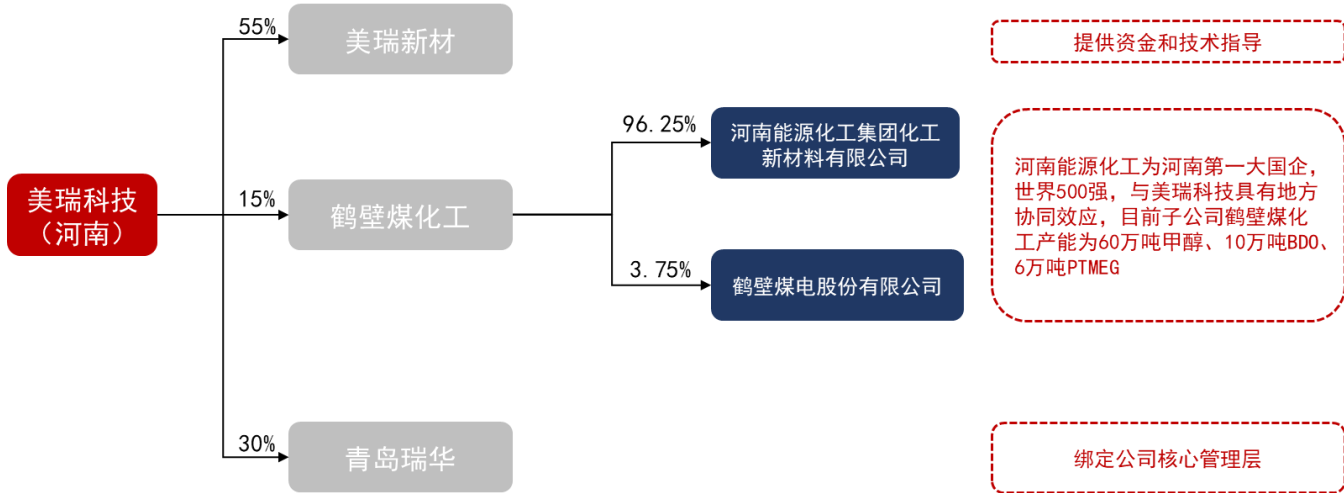 55%
美瑞新材
提供资金和技术指导
96.25%
河南能源化工集团化工
新材料有限公司
河南能源化工为河南第一大国企，
世界500强，与美瑞科技具有地方
协同效应，目前子公司鹤壁煤化
工产能为60万吨甲醇、10万吨BDO、
6万吨PTMEG
美瑞科技
（河南）
15%
鹤壁煤化工
3.75%
鹤壁煤电股份有限公司
30%
青岛瑞华
绑定公司核心管理层